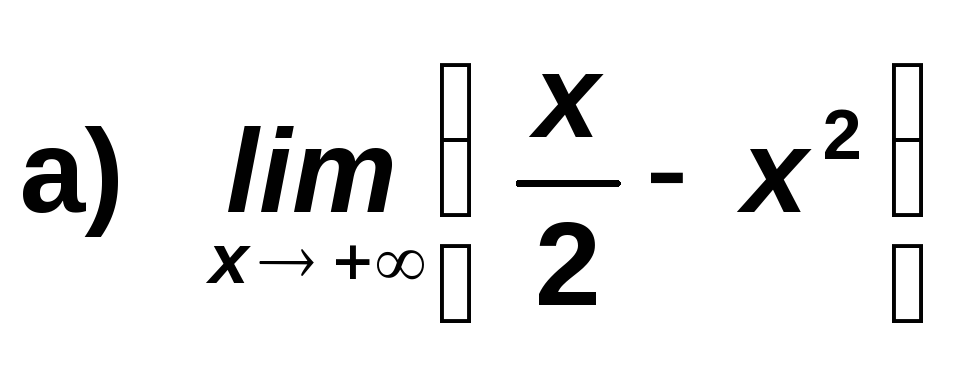 a) lim x→+∞ ( x/2 - x² )